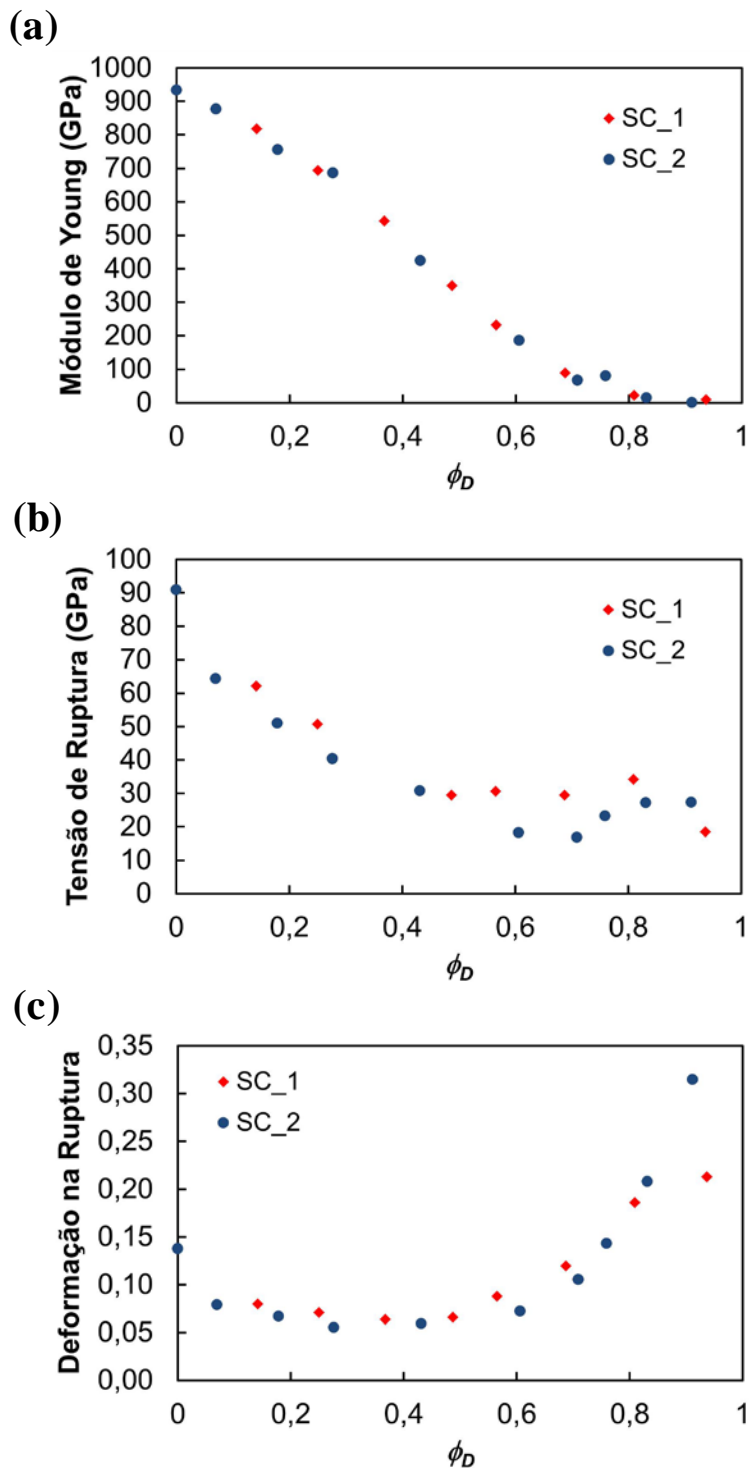 (a)
Módulo de Young (GPa)
1000
900
800
700
600
500
400
300
200
100
0
SC_1
SC_2
0 0,2 0,4 0,6 0,8 1
ϕD
(b)
Tensão de Ruptura (GPa)
100
90
80
70
60
50
40
30
20
10
0
SC_1
SC_2
0 0,2 0,4 0,6 0,8 1
ϕD
(c)
Deformação na Ruptura
0,35
0,30
0,25
0,20
0,15
0,10
0,05
0,00
SC_1
SC_2
0 0,2 0,4 0,6 0,8 1
ϕD